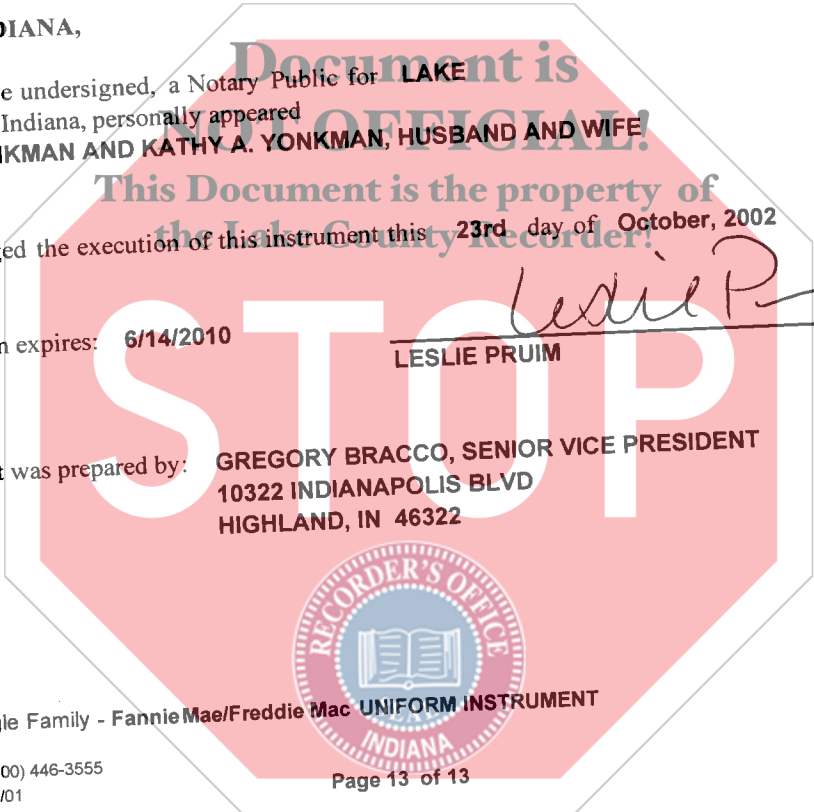 DIANA,
Document is
e undersigned, a Notary Public for LAKE
Indiana, personally appeared
NOT OFFICIAL!
KMAN AND KATHY A. YONKMAN, HUSBAND AND WIFE
This Document is the property of
the Lake County Recorder!
ed the execution of this instrument this 23rd day of October, 2002
Leslie P
STOP
n expires: 6/14/2010
LESLIE PRUIM
t was prepared by: GREGORY BRACCO, SENIOR VICE PRESIDENT
10322 INDIANAPOLIS BLVD
HIGHLAND, IN 46322
RECORDER'S OFFICE
SEAL
INDIANA
gle Family - Fannie Mae/Freddie Mac UNIFORM INSTRUMENT
00) 446-3555
/01
Page 13 of 13